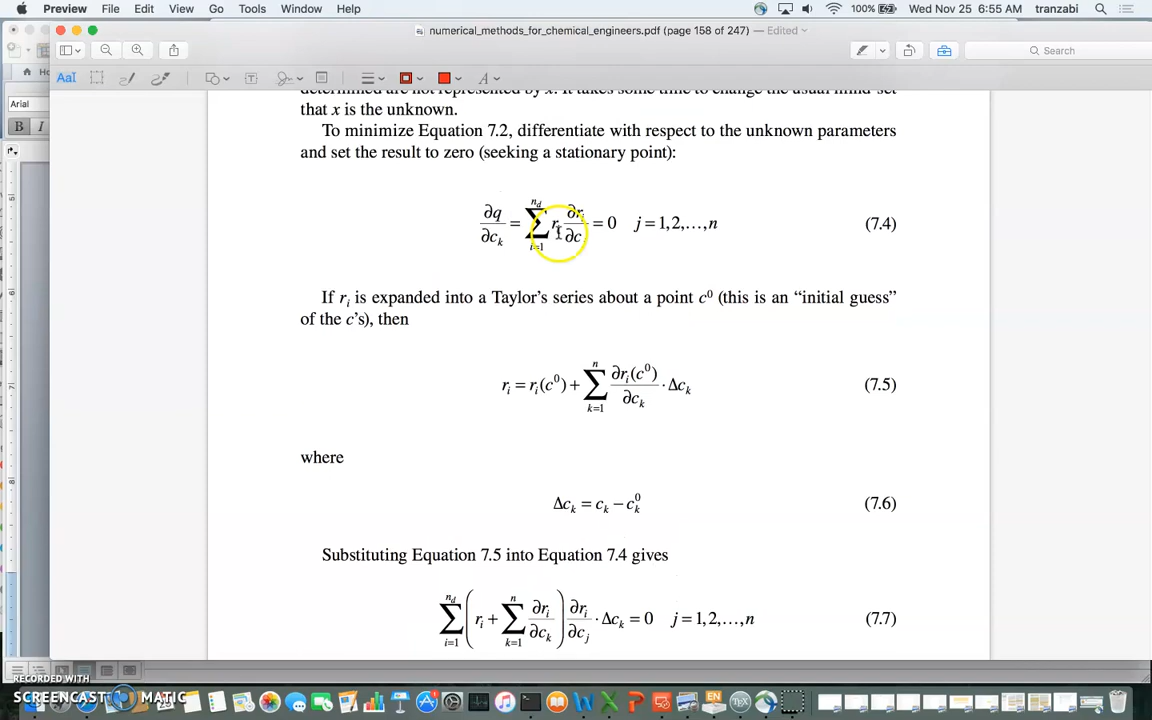 Preview File Edit View Go Tools Window Help 100% Wed Nov 25 6:55 AM tranzabi
numerical_methods_for_chemical_engineers.pdf (page 158 of 247) — Edited
Search
Arial
B I
that x is the unknown.
To minimize Equation 7.2, differentiate with respect to the unknown parameters
and set the result to zero (seeking a stationary point):
∂q/∂c_k = ∑_{i=1}^{n_d} r_i ∂r_i/∂c = 0 j = 1,2,…,n (7.4)
If r_i is expanded into a Taylor's series about a point c^0 (this is an “initial guess”
of the c's), then
r_i = r_i(c^0) + ∑_{k=1}^{n} ∂r_i(c^0)/∂c_k · Δc_k (7.5)
where
Δc_k = c_k − c_k^0 (7.6)
Substituting Equation 7.5 into Equation 7.4 gives
∑_{i=1}^{n_d} ( r_i + ∑_{k=1}^{n} ∂r_i/∂c_k ) ∂r_i/∂c_j · Δc_k = 0 j = 1,2,…,n (7.7)
RECORDED WITH
SCREENCAST MATIC